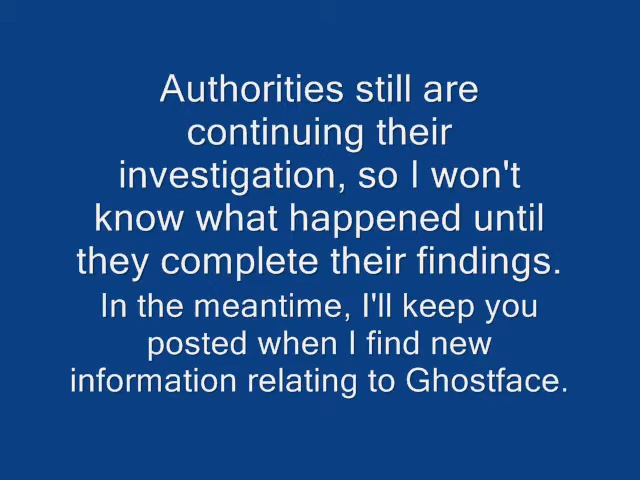 Authorities still are
continuing their
investigation, so I won't
know what happened until
they complete their findings.
In the meantime, I'll keep you
posted when I find new
information relating to Ghostface.